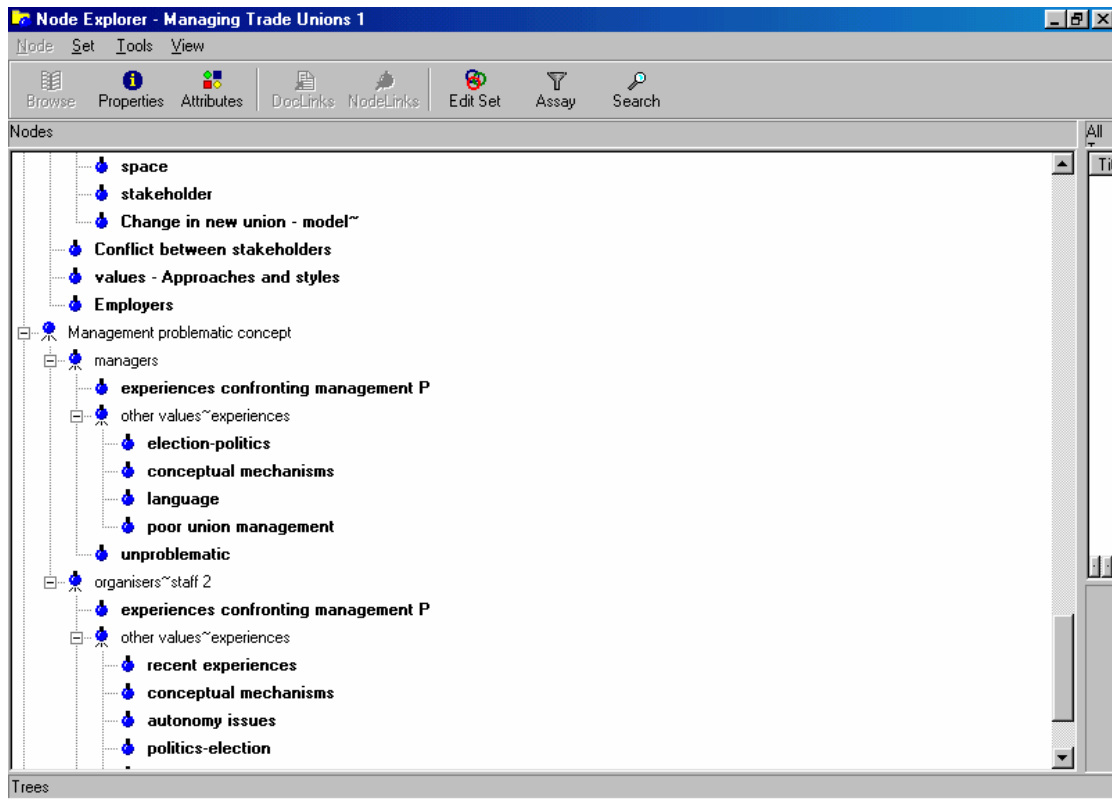 Node Explorer - Managing Trade Unions 1
Node Set Tools View
Browse Properties Attributes DocLinks NodeLinks Edit Set Assay Search
Nodes
All
Ti
space
stakeholder
Change in new union - model~
Conflict between stakeholders
values - Approaches and styles
Employers
Management problematic concept
managers
experiences confronting management P
other values~experiences
election-politics
conceptual mechanisms
language
poor union management
unproblematic
organisers~staff 2
experiences confronting management P
other values~experiences
recent experiences
conceptual mechanisms
autonomy issues
politics-election
Trees